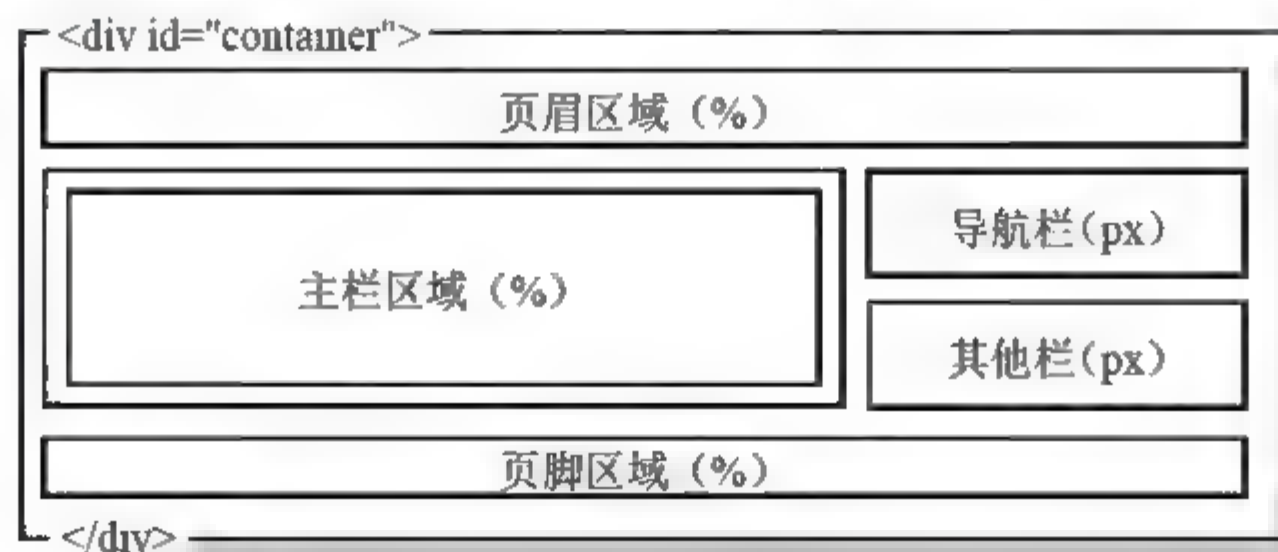 <div id="container">
页眉区域（%）
主栏区域（%）
导航栏(px)
其他栏(px)
页脚区域（%）
</div>